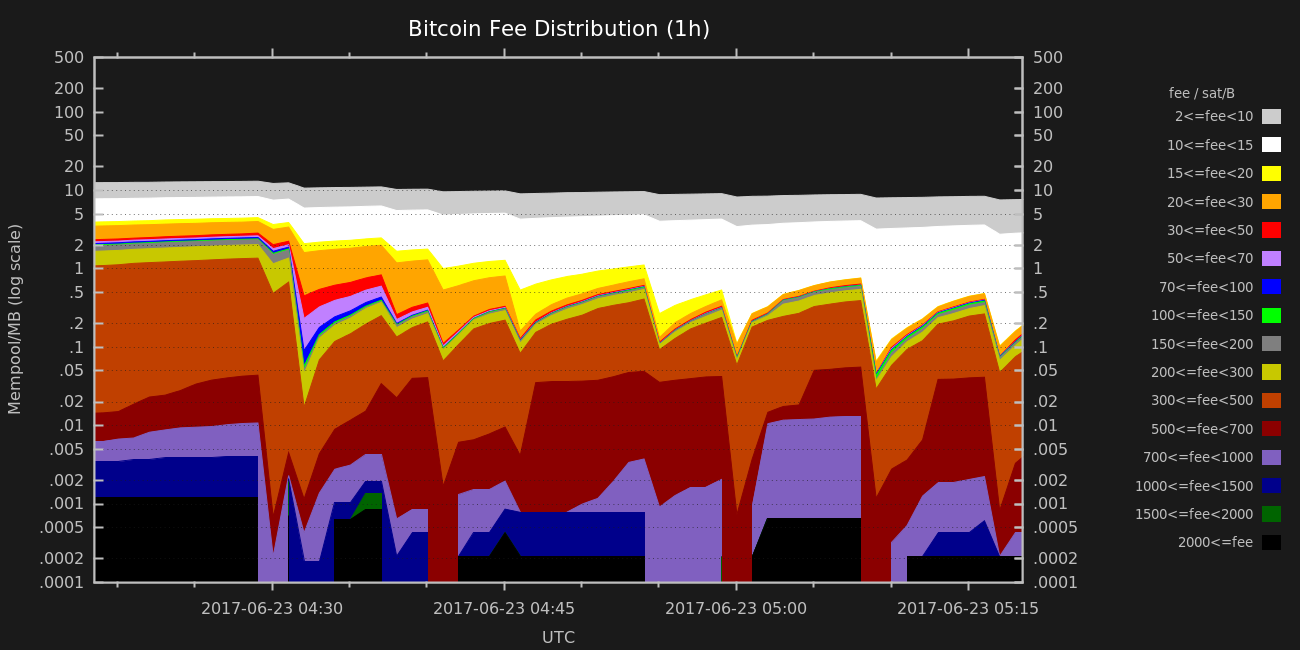 Bitcoin Fee Distribution (1h)
500 500
200 200
100 100
50 50
20 20
10 10
5 5
2 2
1 1
.5 .5
.2 .2
.1 .1
.05 .05
.02 .02
.01 .01
.005 .005
.002 .002
.001 .001
.0005 .0005
.0002 .0002
.0001 .0001
Mempool/MB (log scale)
2017-06-23 04:30 2017-06-23 04:45 2017-06-23 05:00 2017-06-23 05:15
UTC
fee / sat/B
2<=fee<10
10<=fee<15
15<=fee<20
20<=fee<30
30<=fee<50
50<=fee<70
70<=fee<100
100<=fee<150
150<=fee<200
200<=fee<300
300<=fee<500
500<=fee<700
700<=fee<1000
1000<=fee<1500
1500<=fee<2000
2000<=fee